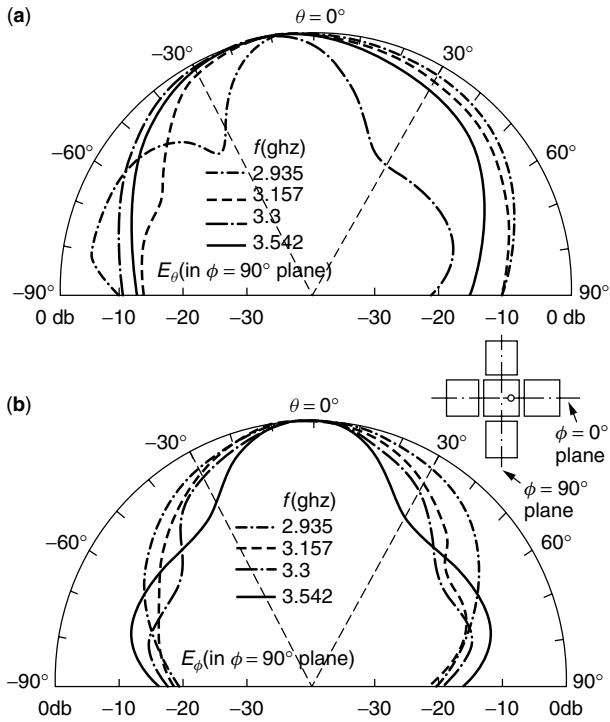 (a)
θ = 0°
−30° 30°
−60° 60°
f(ghz)
2.935
3.157
3.3
3.542
Eθ(in ϕ = 90° plane)
−90° 90°
0 db −10 −20 −30 −30 −20 −10 0 db
(b)
θ = 0°
ϕ = 0°
plane
ϕ = 90°
plane
−30° 30°
−60° 60°
f(ghz)
2.935
3.157
3.3
3.542
Eϕ(in ϕ = 90° plane)
−90° 90°
0db −10 −20 −30 −30 −20 −10 0db